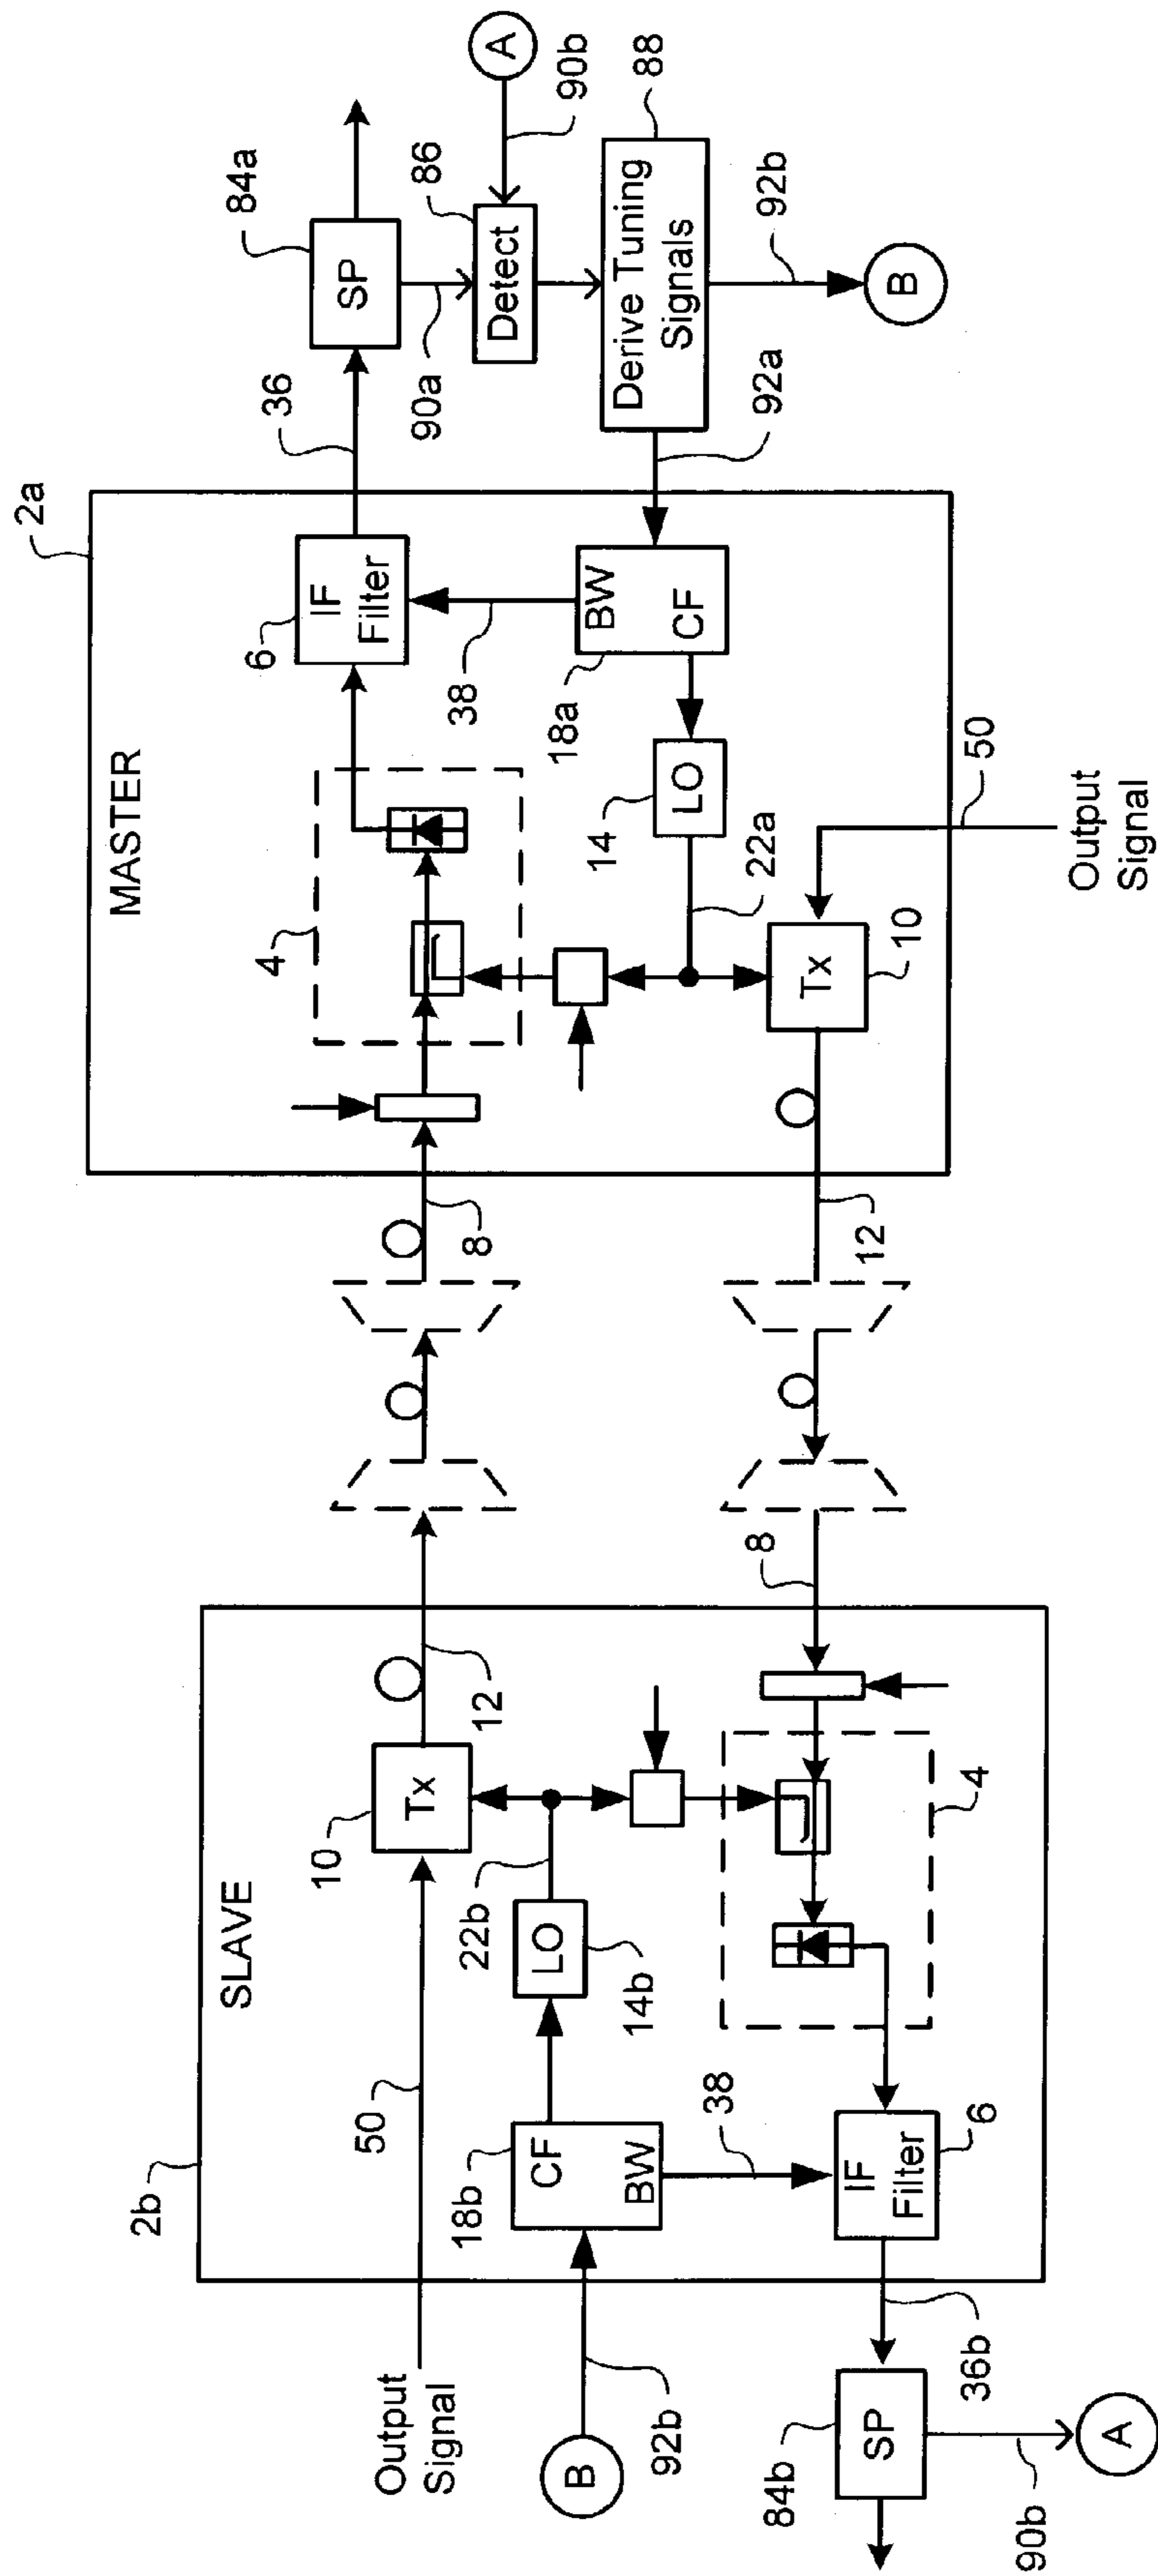 2a
MASTER
36
84a
SP
6
IF
Filter
90a
86
Detect
A
90b
4
38
BW
CF
18a
92a
88
Derive Tuning
Signals
92b
B
14
LO
22a
8
Tx
10
50
Output
Signal
12
2b
SLAVE
Output
Signal
50
10
Tx
12
22b
LO
14b
18b
CF
BW
B
92b
38
8
4
IF
Filter
6
36b
84b
SP
90b
A